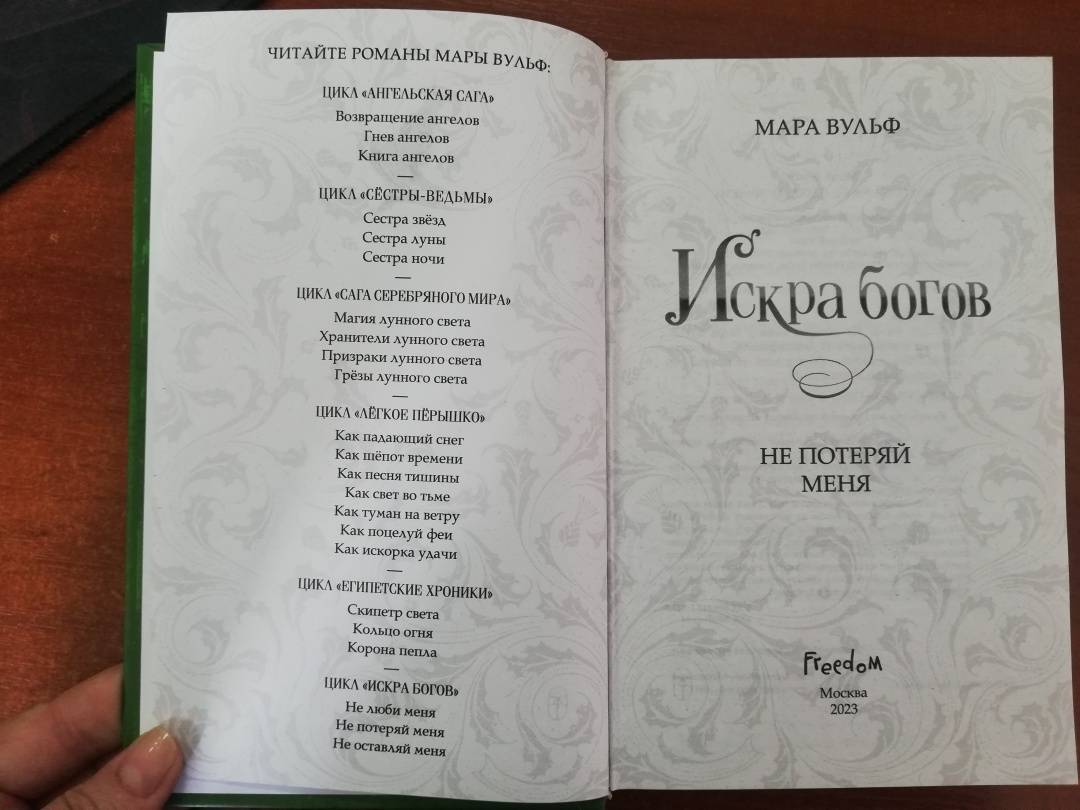 ЧИТАЙТЕ РОМАНЫ МАРЫ ВУЛЬФ:
ЦИКЛ «АНГЕЛЬСКАЯ САГА»
Возвращение ангелов
Гнев ангелов
Книга ангелов
—
ЦИКЛ «СЁСТРЫ-ВЕДЬМЫ»
Сестра звёзд
Сестра луны
Сестра ночи
—
ЦИКЛ «САГА СЕРЕБРЯНОГО МИРА»
Магия лунного света
Хранители лунного света
Призраки лунного света
Грёзы лунного света
—
ЦИКЛ «ЛЁГКОЕ ПЁРЫШКО»
Как падающий снег
Как шёпот времени
Как песня тишины
Как свет во тьме
Как туман на ветру
Как поцелуй феи
Как искорка удачи
—
ЦИКЛ «ЕГИПЕТСКИЕ ХРОНИКИ»
Скипетр света
Кольцо огня
Корона пепла
—
ЦИКЛ «ИСКРА БОГОВ»
Не люби меня
Не потеряй меня
Не оставляй меня
МАРА ВУЛЬФ
Искра богов
НЕ ПОТЕРЯЙ
МЕНЯ
Freedom
Москва
2023